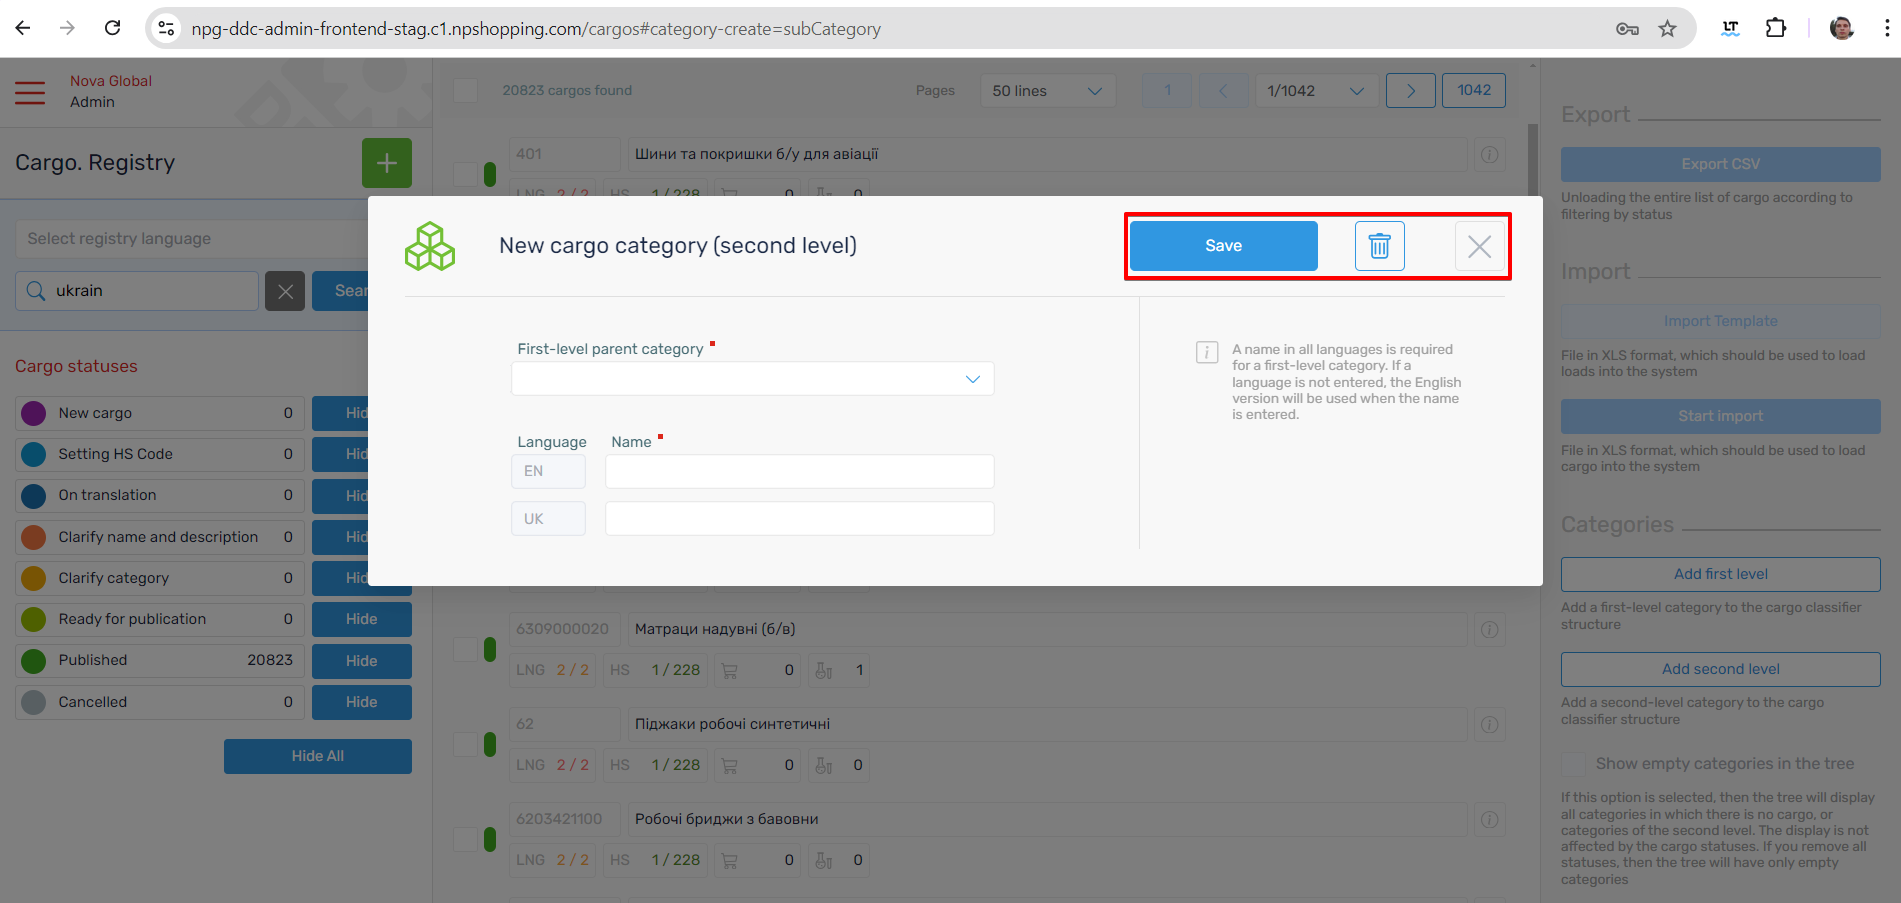 npg-ddc-admin-frontend-stag.c1.npshopping.com/cargos#category-create=subCategory
LT
Nova Global
Admin
Cargo. Registry
Select registry language
ukrain
Sear
Cargo statuses
New cargo 0 Hid
Setting HS Code 0 Hid
On translation 0 Hid
Clarify name and description 0 Hid
Clarify category 0 Hid
Ready for publication 0 Hide
Published 20823 Hide
Cancelled 0 Hide
Hide All
20823 cargos found Pages 50 lines 1 1/1042 1042
401 Шини та покришки б/у для авіації
LNG 2 / 2 HS 1 / 228 0 0
New cargo category (second level)
Save
First-level parent category
Language Name
EN
UK
A name in all languages is required
for a first-level category. If a
language is not entered, the English
version will be used when the name
is entered.
6309000020 Матраци надувні (б/в)
LNG 2 / 2 HS 1 / 228 0 1
62 Піджаки робочі синтетичні
LNG 2 / 2 HS 1 / 228 0 0
6203421100 Робочі бриджи з бавовни
LNG 2 / 2 HS 1 / 228 0 0
Export
Export CSV
Unloading the entire list of cargo according to
filtering by status
Import
Import Template
File in XLS format, which should be used to load
loads into the system
Start import
File in XLS format, which should be used to load
cargo into the system
Categories
Add first level
Add a first-level category to the cargo classifier
structure
Add second level
Add a second-level category to the cargo
classifier structure
Show empty categories in the tree
If this option is selected, then the tree will display
all categories in which there is no cargo, or
categories of the second level. The display is not
affected by the cargo statuses. If you remove all
statuses, then the tree will have only empty
categories